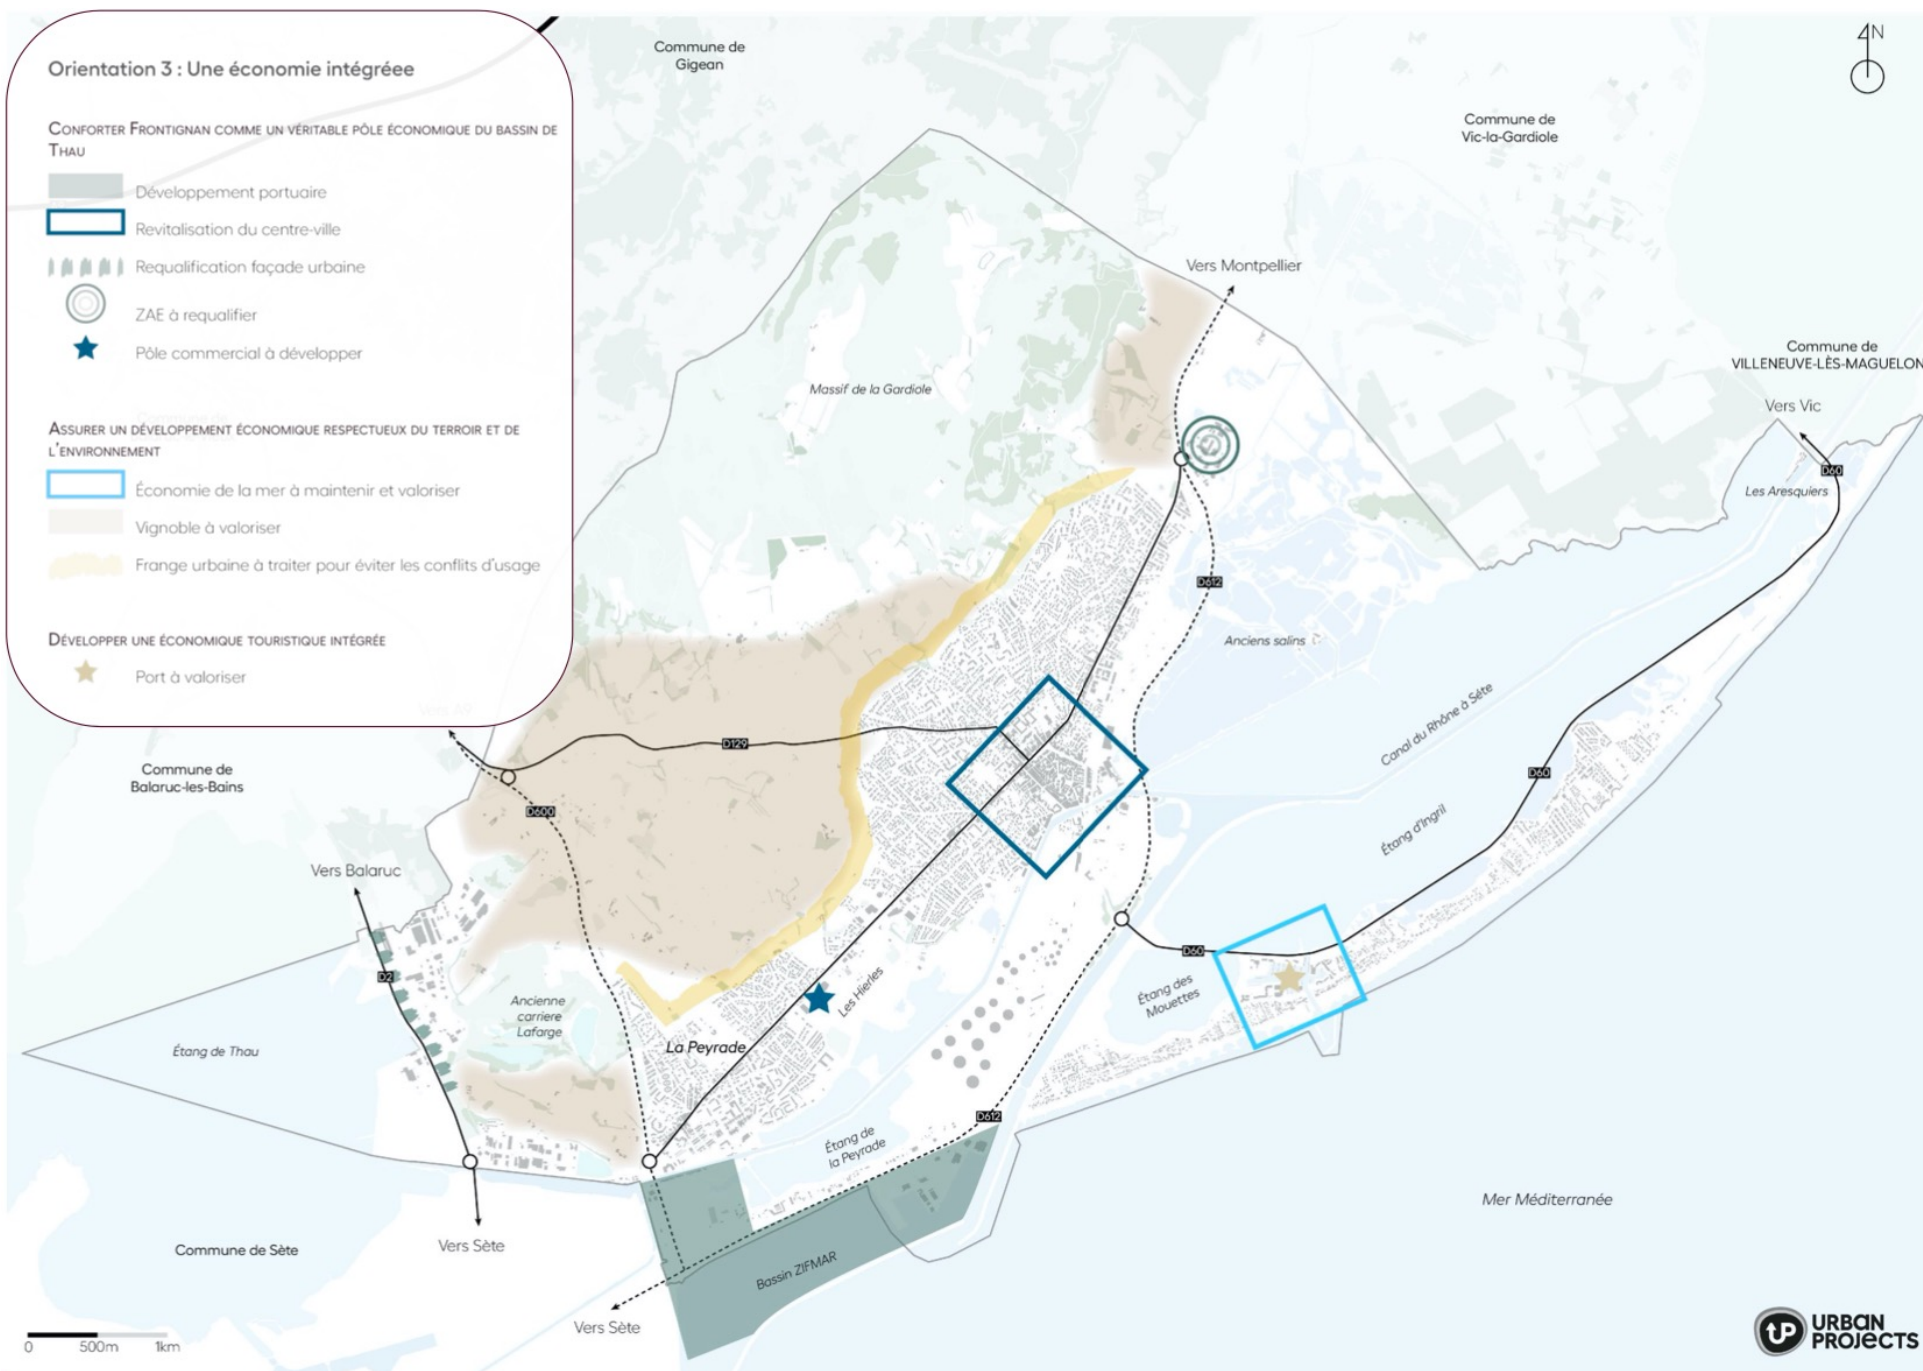 Orientation 3 : Une économie intégréee
Conforter Frontignan comme un véritable pôle économique du bassin de
Thau
Développement portuaire
Revitalisation du centre-ville
Requalification façade urbaine
ZAE à requalifier
Pôle commercial à développer
Assurer un développement économique respectueux du terroir et de
l'environnement
Économie de la mer à maintenir et valoriser
Vignoble à valoriser
Frange urbaine à traiter pour éviter les conflits d'usage
Développer une économique touristique intégrée
Port à valoriser
Commune de
Gigean
N
Commune de
Vic-la-Gardiole
Vers Montpellier
Commune de
VILLENEUVE-LÈS-MAGUELON
Massif de la Gardiole
Vers Vic
D60
Les Aresquiers
D612
Anciens salins
Canal du Rhône à Sète
Vers A9
D129
Commune de
Balaruc-les-Bains
D600
D60
Étang d'Ingril
Vers Balaruc
D60
D2
Étang des
Mouettes
Les Hierles
Ancienne
carriere
Lafarge
Étang de Thau
La Peyrade
D612
Étang de
la Peyrade
Mer Méditerranée
Commune de Sète
Vers Sète
Bassin ZIFMAR
Vers Sète
0 500m 1km
UP URBAN
PROJECTS